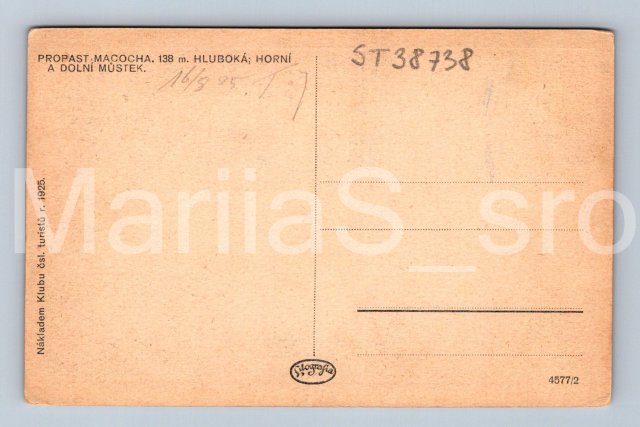 PROPAST MACOCHA. 138 m. HLUBOKÁ; HORNÍ
A DOLNÍ MŮSTEK.
ST38738
Nákladem Klubu čsl. turistů r. 1925.
MariiaS_sro
Fotografia
4577/2